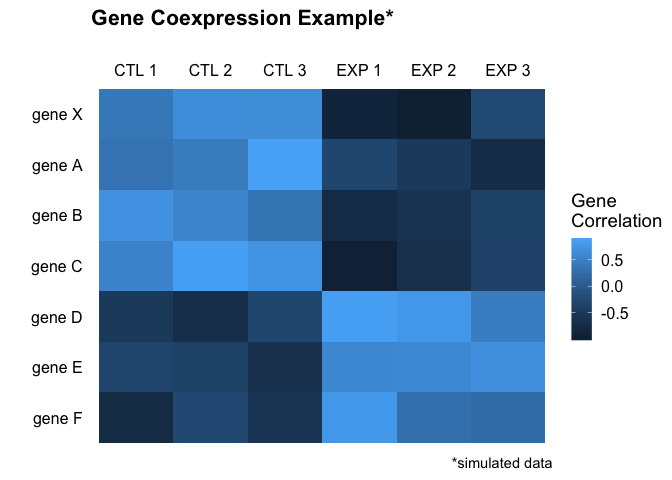 Gene Coexpression Example*
CTL 1 CTL 2 CTL 3 EXP 1 EXP 2 EXP 3
gene X
gene A
gene B
gene C
gene D
gene E
gene F
Gene
Correlation
0.5
0.0
-0.5
*simulated data